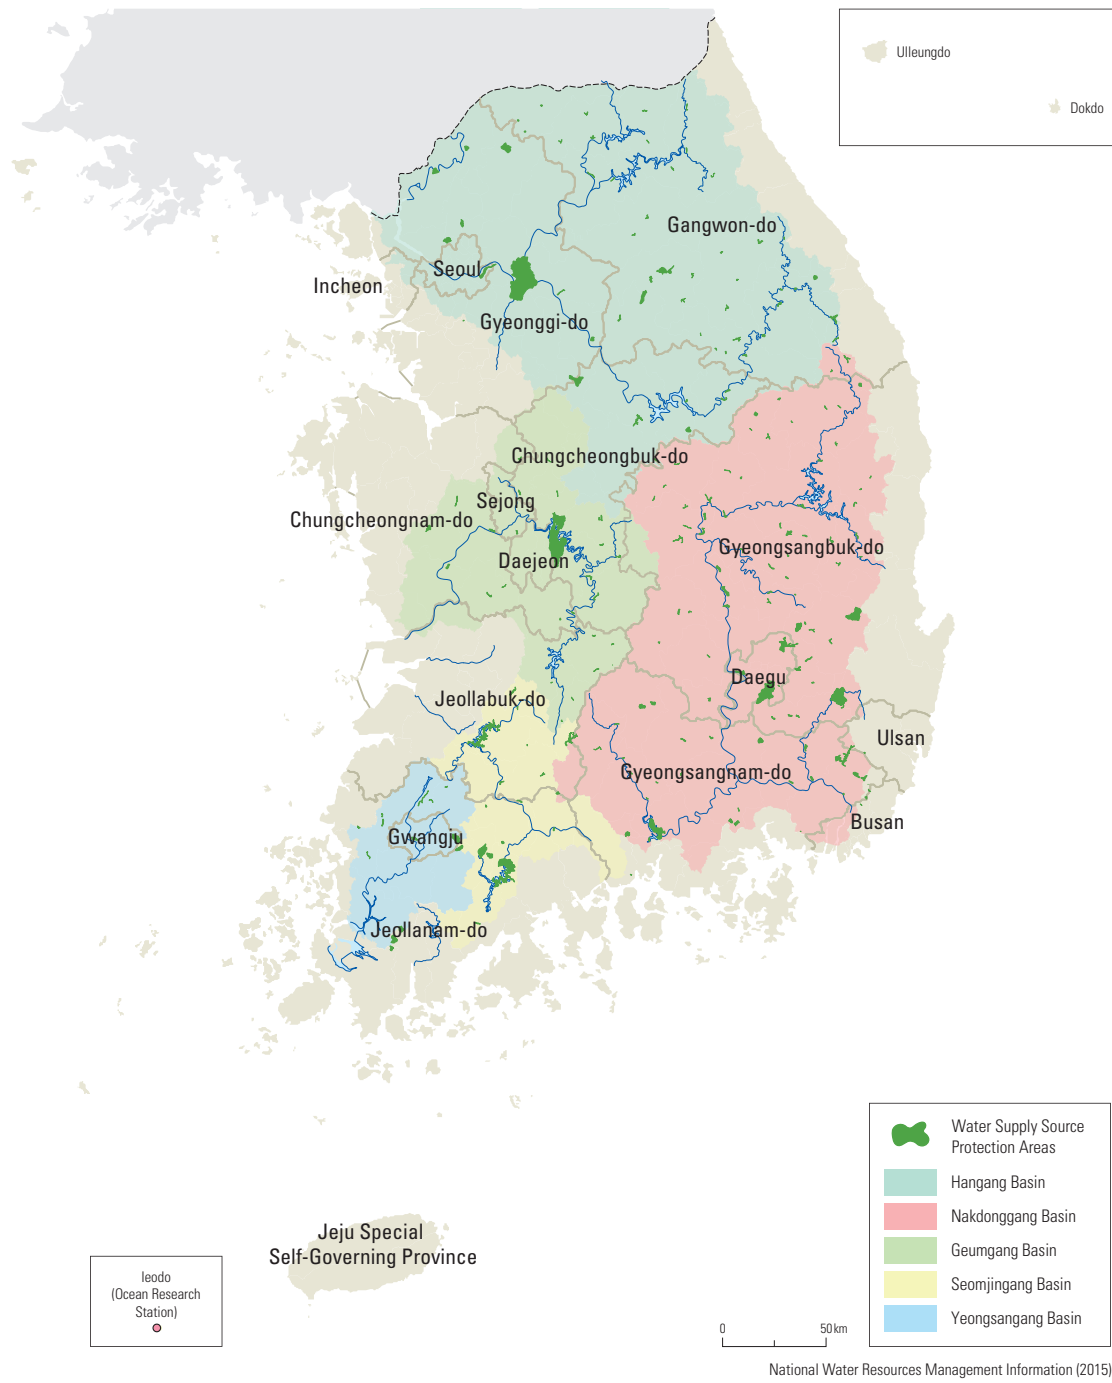 Ulleungdo
Dokdo
Gangwon-do
Seoul
Incheon
Gyeonggi-do
Chungcheongbuk-do
Sejong
Chungcheongnam-do
Gyeongsangbuk-do
Daejeon
Daegu
Jeollabuk-do
Ulsan
Gyeongsangnam-do
Busan
Gwangju
Jeollanam-do
Water Supply Source
Protection Areas
Hangang Basin
Nakdonggang Basin
Geumgang Basin
Seomjingang Basin
Yeongsangang Basin
Jeju Special
Self-Governing Province
Ieodo
(Ocean Research
Station)
0 50 km
National Water Resources Management Information (2015)